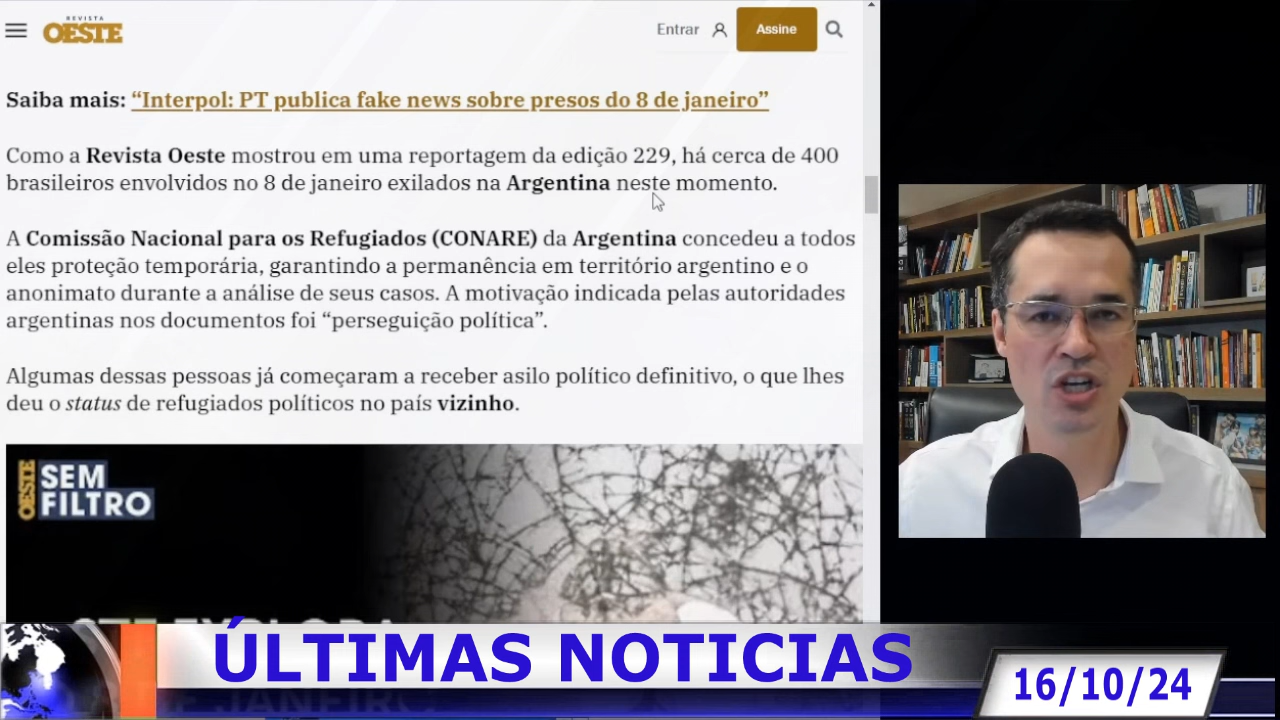 REVISTA
OESTE
Entrar
Assine
Saiba mais: “Interpol: PT publica fake news sobre presos do 8 de janeiro”
Como a Revista Oeste mostrou em uma reportagem da edição 229, há cerca de 400
brasileiros envolvidos no 8 de janeiro exilados na Argentina neste momento.
A Comissão Nacional para os Refugiados (CONARE) da Argentina concedeu a todos
eles proteção temporária, garantindo a permanência em território argentino e o
anonimato durante a análise de seus casos. A motivação indicada pelas autoridades
argentinas nos documentos foi “perseguição política”.
Algumas dessas pessoas já começaram a receber asilo político definitivo, o que lhes
deu o status de refugiados políticos no país vizinho.
OESTE
SEM
FILTRO
ÚLTIMAS NOTICIAS
16/10/24